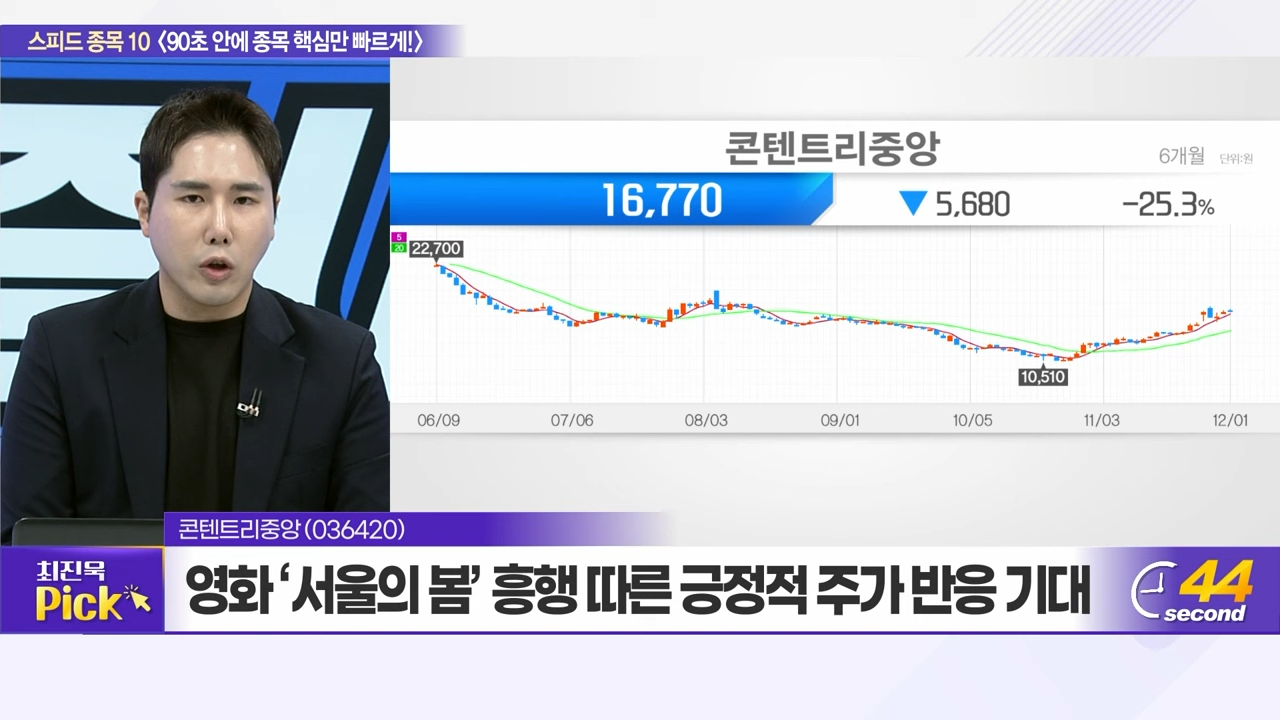 스피드 종목 10 <90초 안에 종목 핵심만 빠르게!>
콘텐트리중앙
6개월 단위:원
16,770 ▼ 5,680 -25.3%
5
20
22,700
10,510
06/09 07/06 08/03 09/01 10/05 11/03 12/01
콘텐트리중앙(036420)
최진욱
Pick
영화 ‘서울의 봄’ 흥행 따른 긍정적 주가 반응 기대
44
second